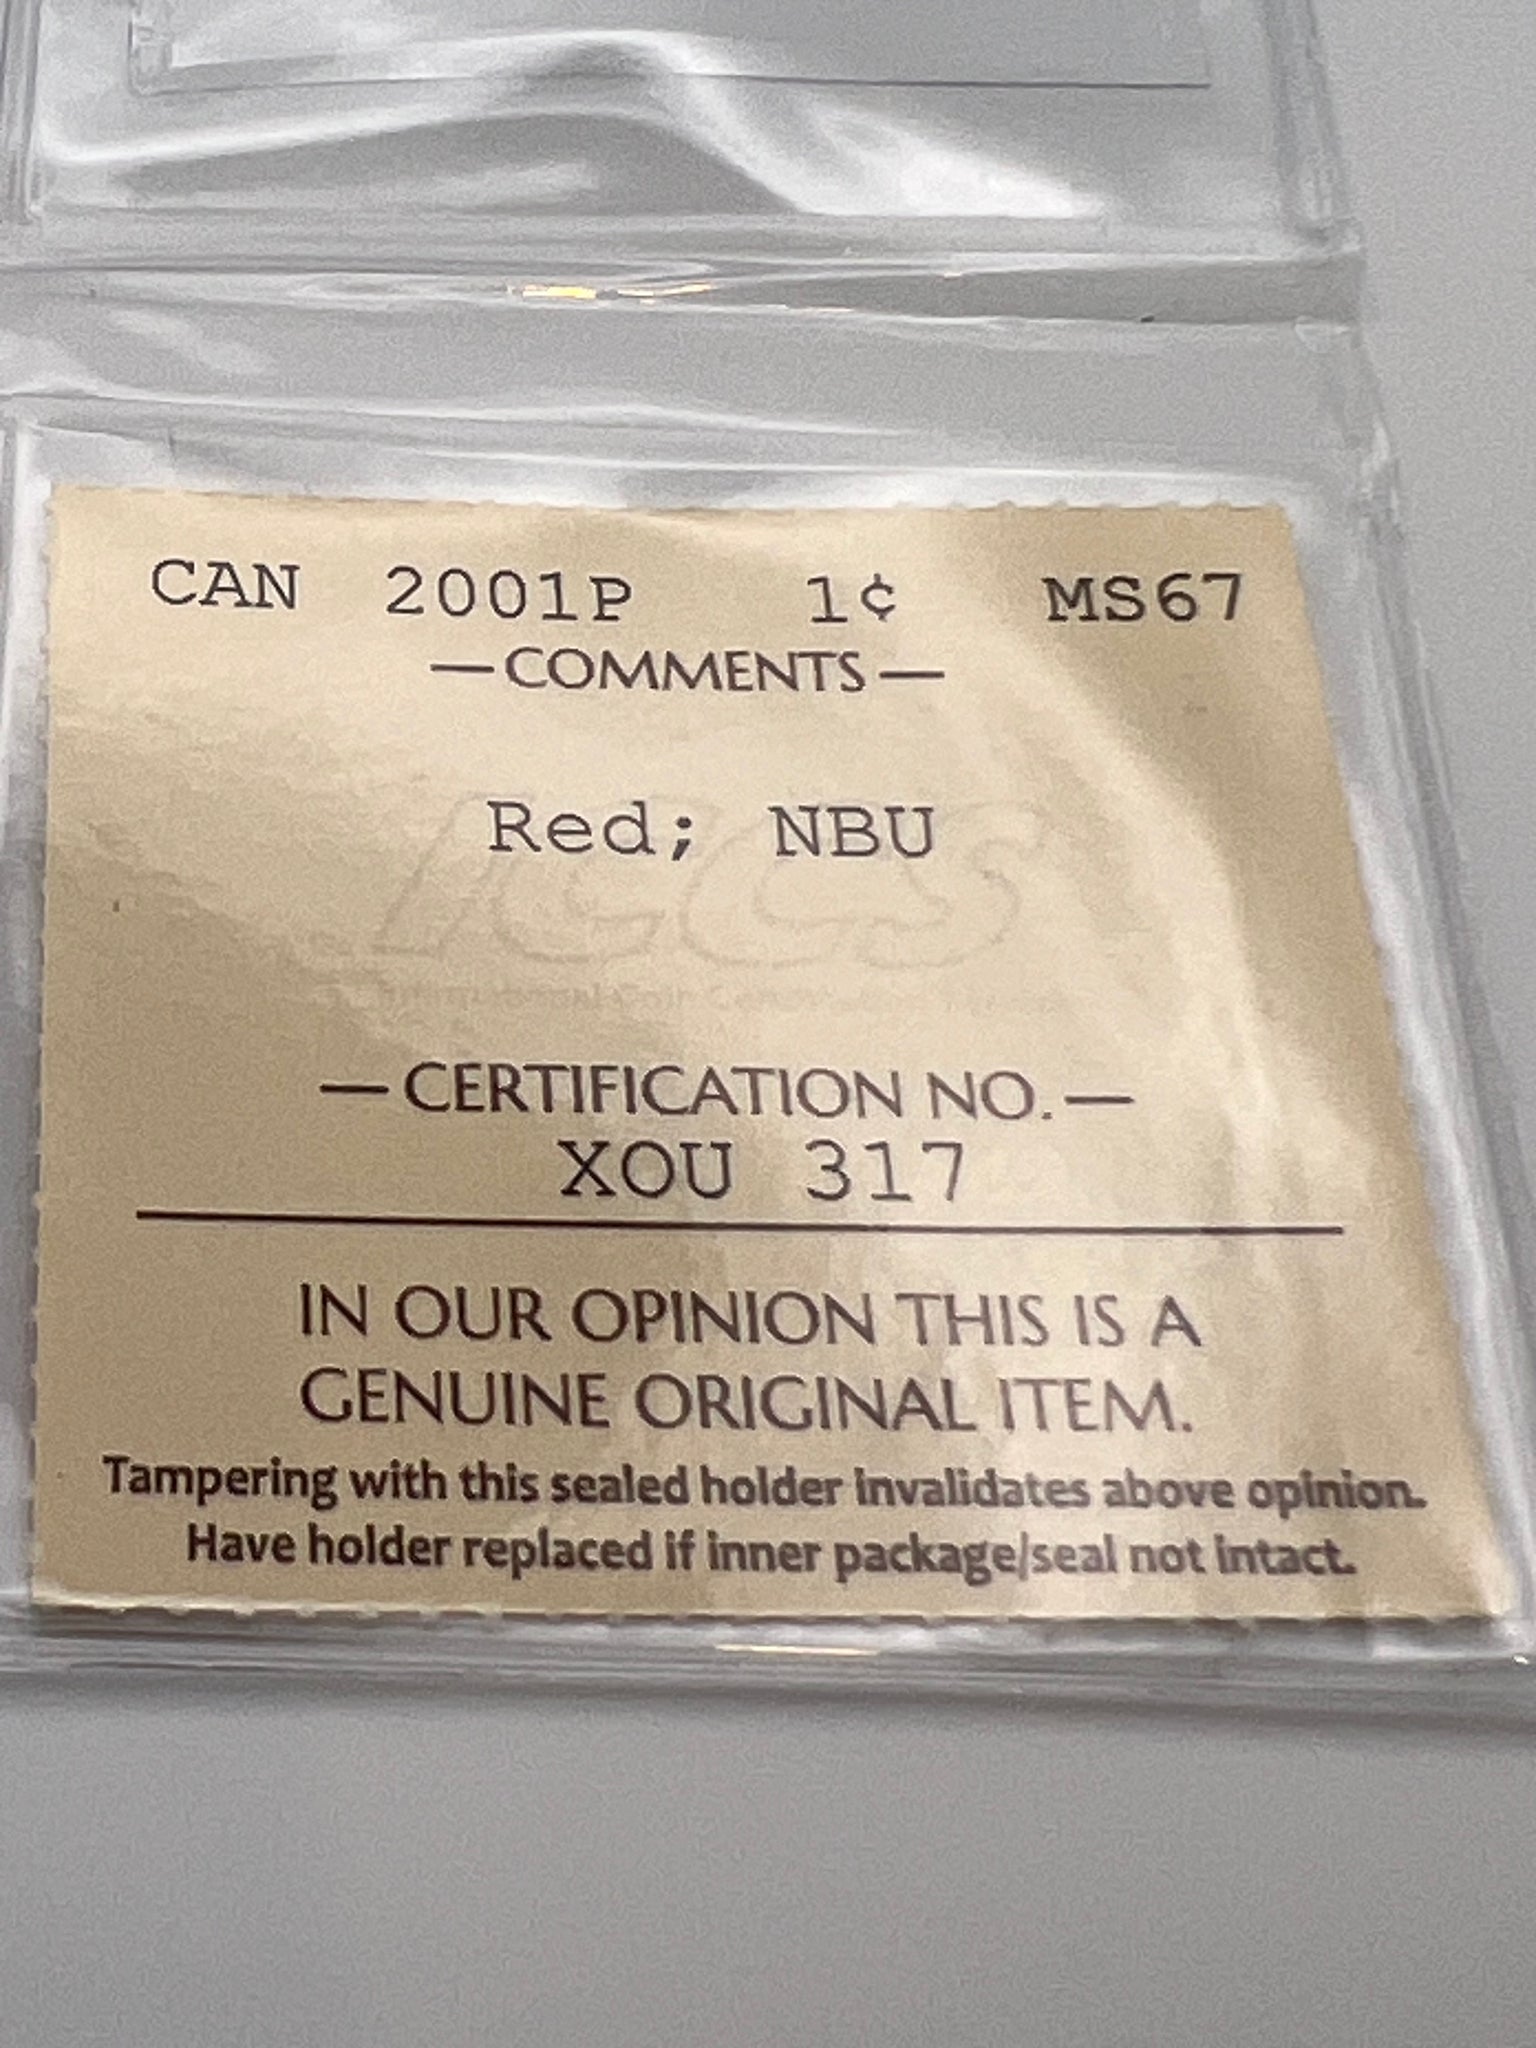 CAN 2001P 1¢ MS67
—COMMENTS—
Red; NBU
ICCS
—CERTIFICATION NO.—
XOU 317
IN OUR OPINION THIS IS A
GENUINE ORIGINAL ITEM.
Tampering with this sealed holder invalidates above opinion.
Have holder replaced if inner package/seal not intact.